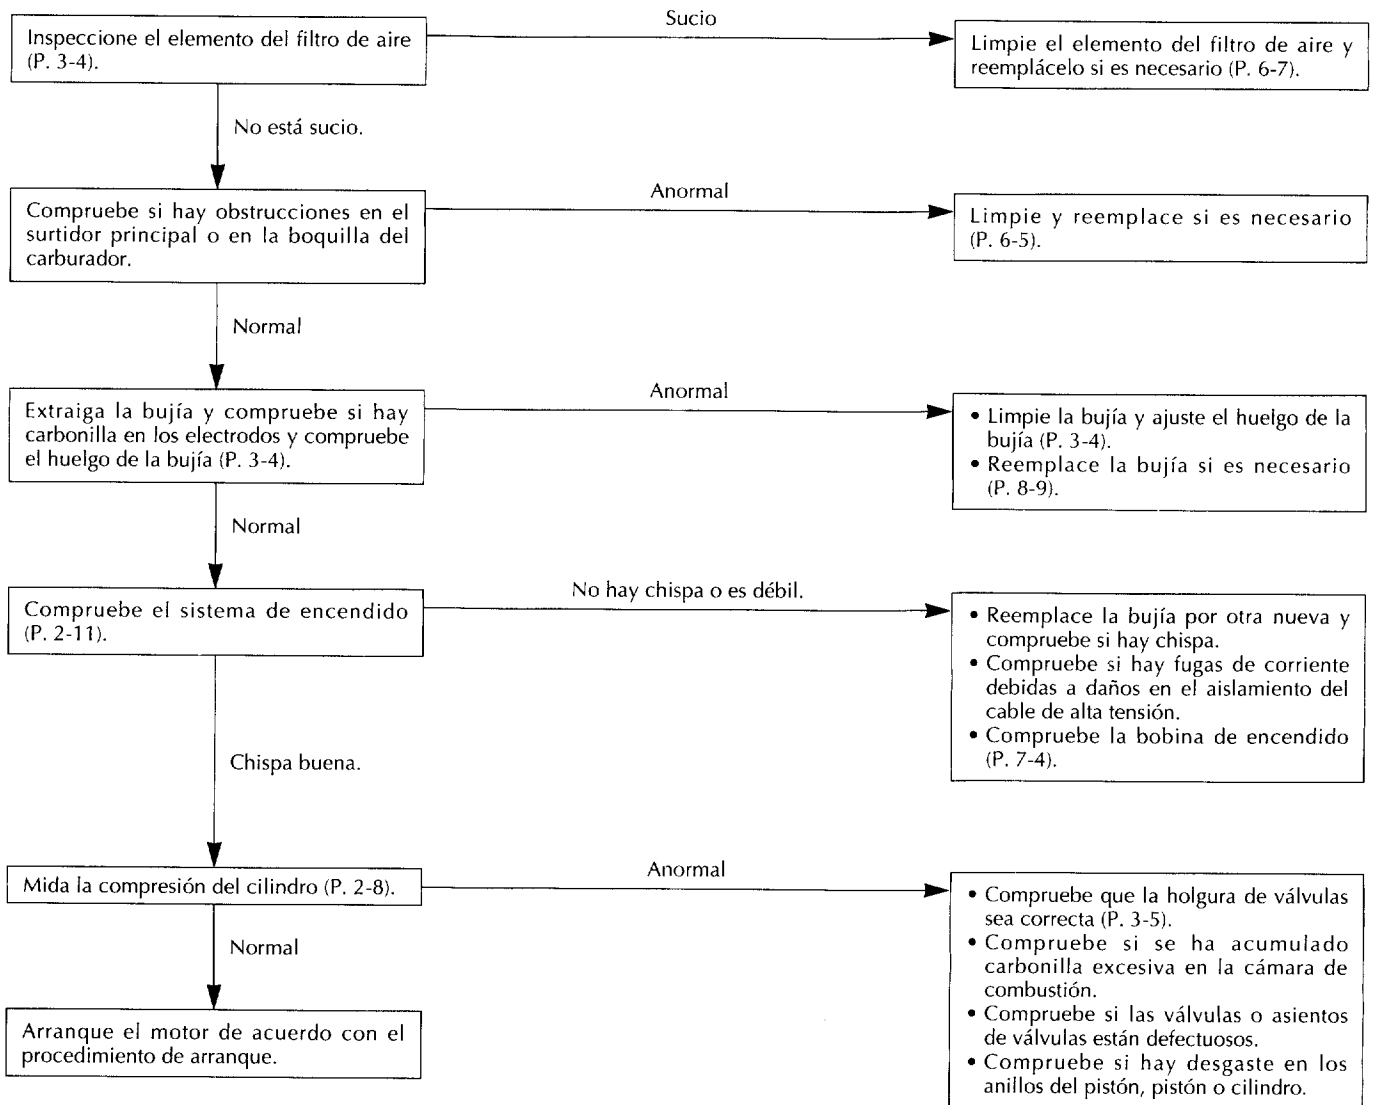 Sucio
Inspeccione el elemento del filtro de aire
(P. 3-4).
Limpie el elemento del filtro de aire y
reemplácelo si es necesario (P. 6-7).
No está sucio.
Anormal
Compruebe si hay obstrucciones en el
surtidor principal o en la boquilla del
carburador.
Limpie y reemplace si es necesario
(P. 6-5).
Normal
Anormal
Extraiga la bujía y compruebe si hay
carbonilla en los electrodos y compruebe
el huelgo de la bujía (P. 3-4).
• Limpie la bujía y ajuste el huelgo de la
bujía (P. 3-4).
• Reemplace la bujía si es necesario
(P. 8-9).
Normal
No hay chispa o es débil.
Compruebe el sistema de encendido
(P. 2-11).
• Reemplace la bujía por otra nueva y
compruebe si hay chispa.
• Compruebe si hay fugas de corriente
debidas a daños en el aislamiento del
cable de alta tensión.
• Compruebe la bobina de encendido
(P. 7-4).
Chispa buena.
Anormal
Mida la compresión del cilindro (P. 2-8).
• Compruebe que la holgura de válvulas
sea correcta (P. 3-5).
• Compruebe si se ha acumulado
carbonilla excesiva en la cámara de
combustión.
• Compruebe si las válvulas o asientos
de válvulas están defectuosos.
• Compruebe si hay desgaste en los
anillos del pistón, pistón o cilindro.
Normal
Arranque el motor de acuerdo con el
procedimiento de arranque.